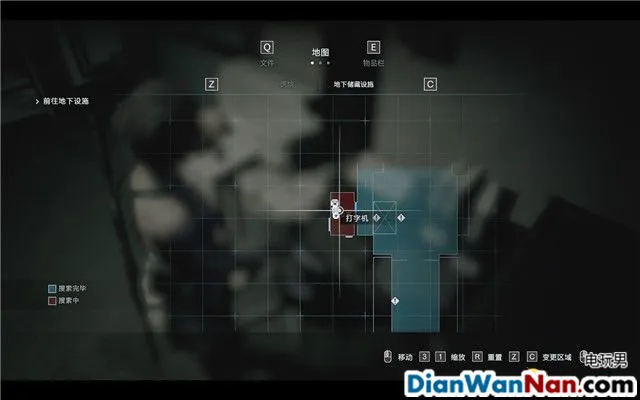 Q
地图
E
文件
物品栏
Z
地下储藏设施
C
前往地下设施
打字机
搜索完毕
搜索中
移动 3 1 缩放 R 重置 Z C 变更区域
电玩男
DianWanNan.com